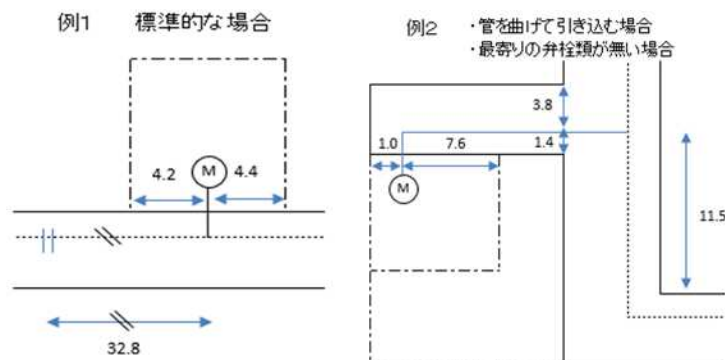 例1 標準的な場合
4.2
M
4.4
32.8
例2
・管を曲げて引き込む場合
・最寄りの弁栓類が無い場合
3.8
1.0
7.6
1.4
M
11.5